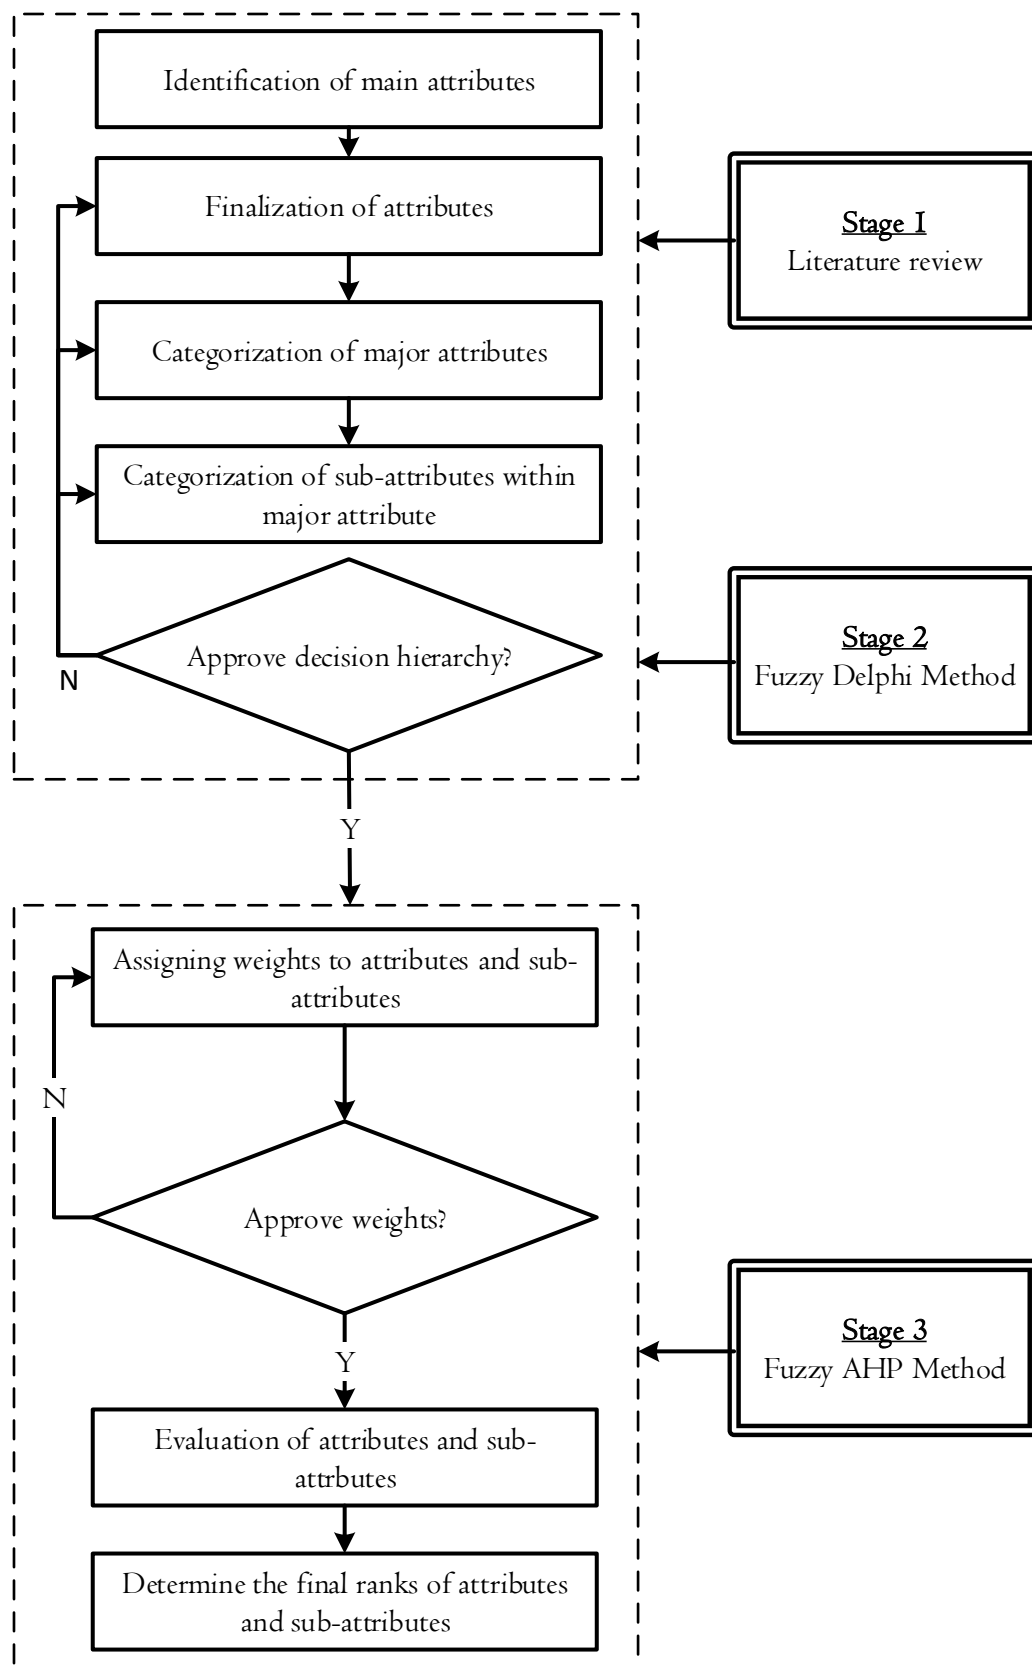 Identification of main attributes
Finalization of attributes
Stage 1
Literature review
Categorization of major attributes
Categorization of sub-attributes within
major attribute
Approve decision hierarchy?
N
Stage 2
Fuzzy Delphi Method
Y
Assigning weights to attributes and sub-
attributes
N
Approve weights?
Y
Stage 3
Fuzzy AHP Method
Evaluation of attributes and sub-
attrbutes
Determine the final ranks of attributes
and sub-attributes